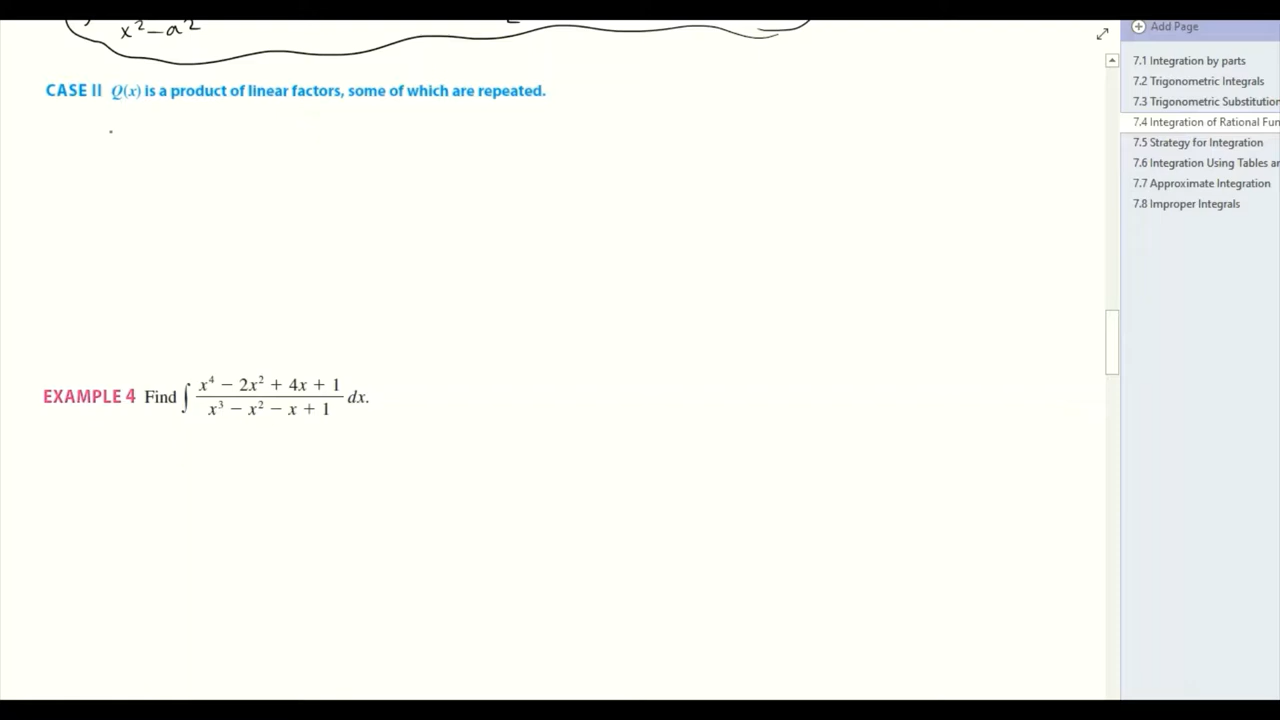 x² − a²
CASE II Q(x) is a product of linear factors, some of which are repeated.
EXAMPLE 4 Find ∫ (x⁴ − 2x² + 4x + 1)/(x³ − x² − x + 1) dx.
Add Page
7.1 Integration by parts
7.2 Trigonometric Integrals
7.3 Trigonometric Substitution
7.4 Integration of Rational Fun
7.5 Strategy for Integration
7.6 Integration Using Tables an
7.7 Approximate Integration
7.8 Improper Integrals